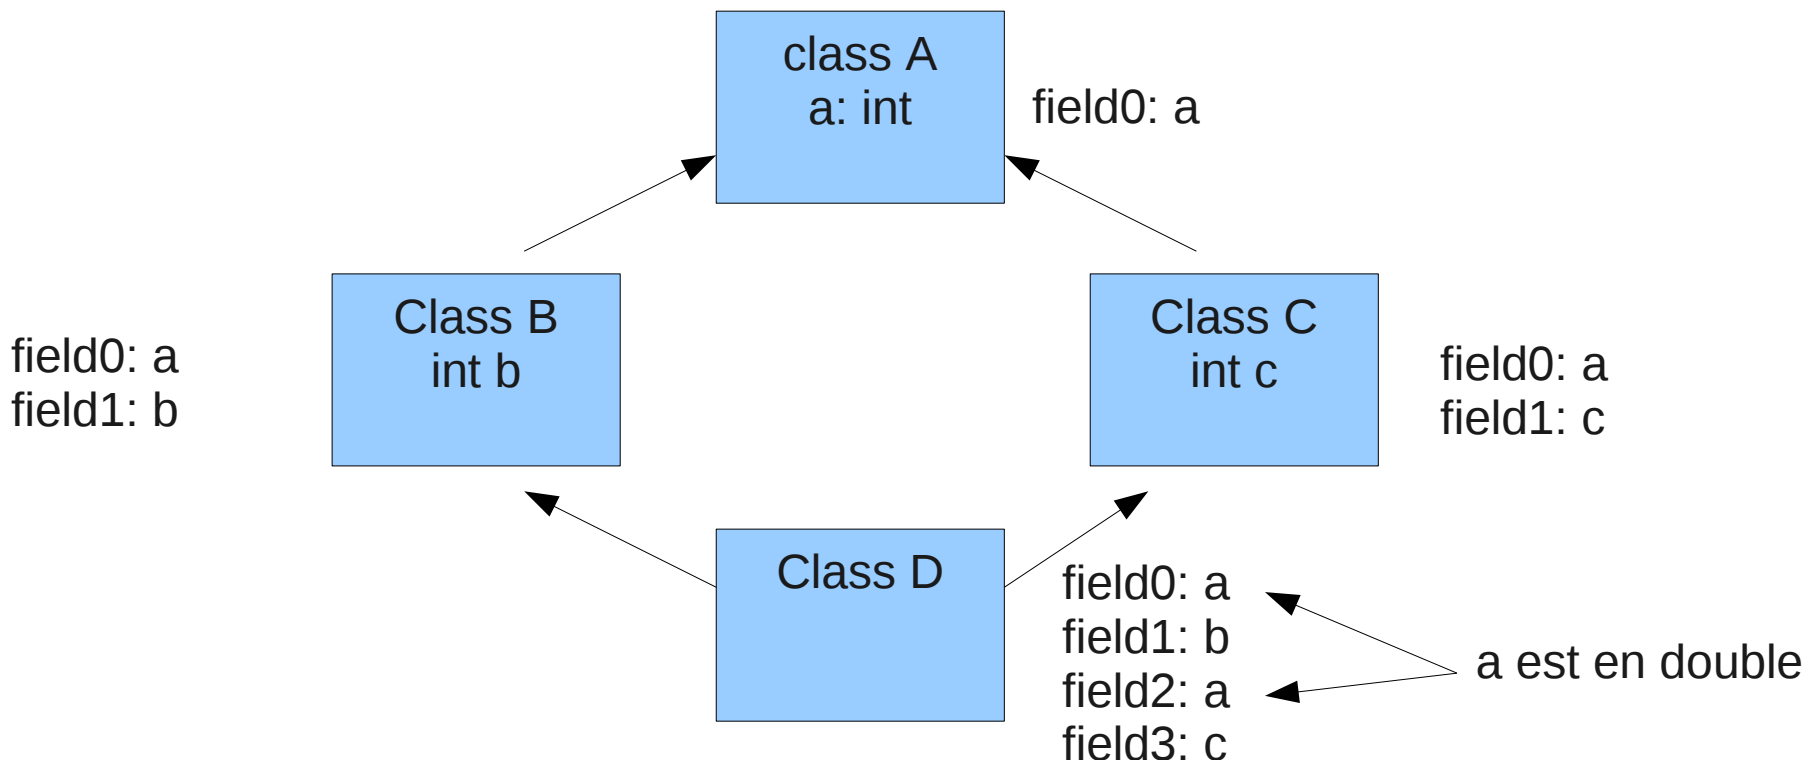 class A
a: int
field0: a
Class B
int b
field0: a
field1: b
Class C
int c
field0: a
field1: c
Class D
field0: a
field1: b
field2: a
field3: c
a est en double